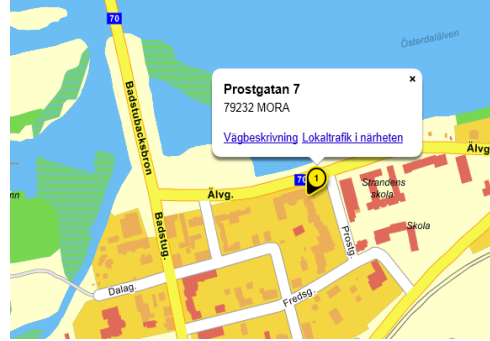 70
Österdalälven
Badstubacksbron
×
Prostgatan 7
79232 MORA
Vägbeskrivning Lokaltrafik i närheten
Älvg
70
1
Älvg.
Strandens
skola
Skola
Badstug.
Prostg.
Dalag.
Fredsg.